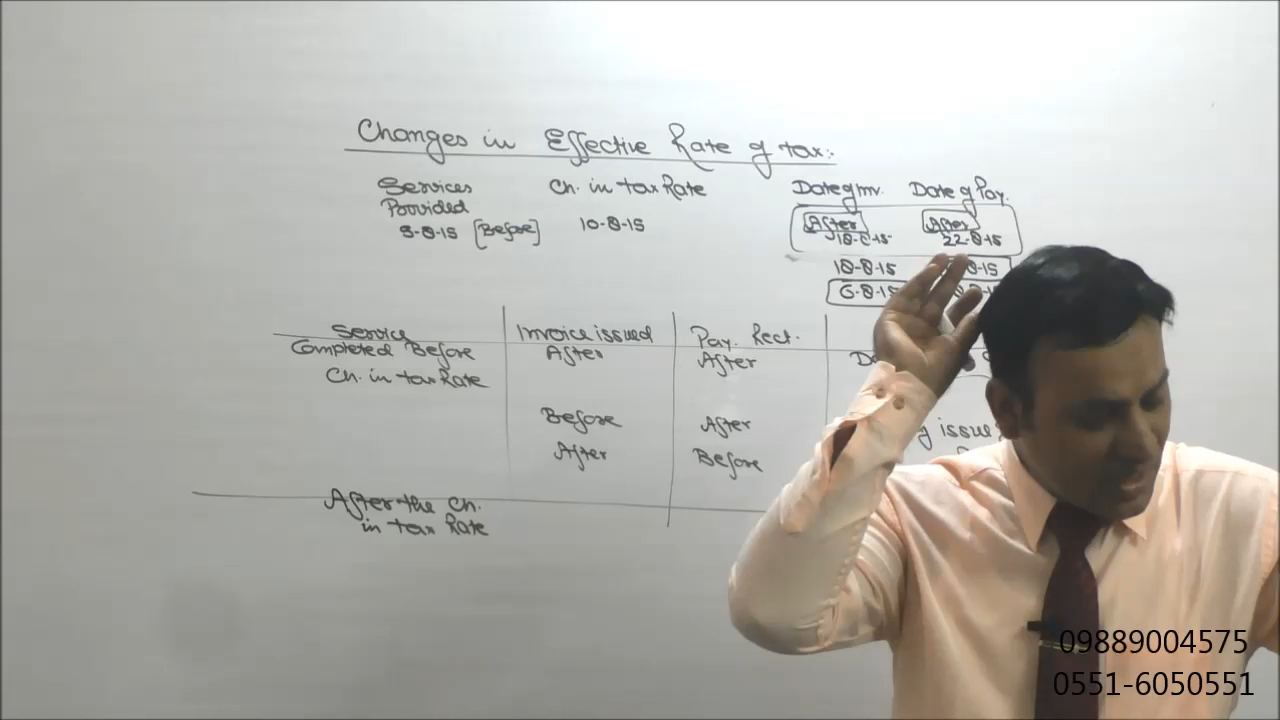 Changes in Effective Rate of tax:-
Services Provided
Ch. in tax Rate
Date of Inv.
Date of Pay.
After
After
[Before]
10-8-15
22-8-15
18-8-15
6-8-15
Service
Invoice issued
Pay. Rect.
Completed Before
After
After
Ch. in tax Rate
Before
After
issu
After
Before
After the Ch.
in tax Rate
09889004575
0551-6050551